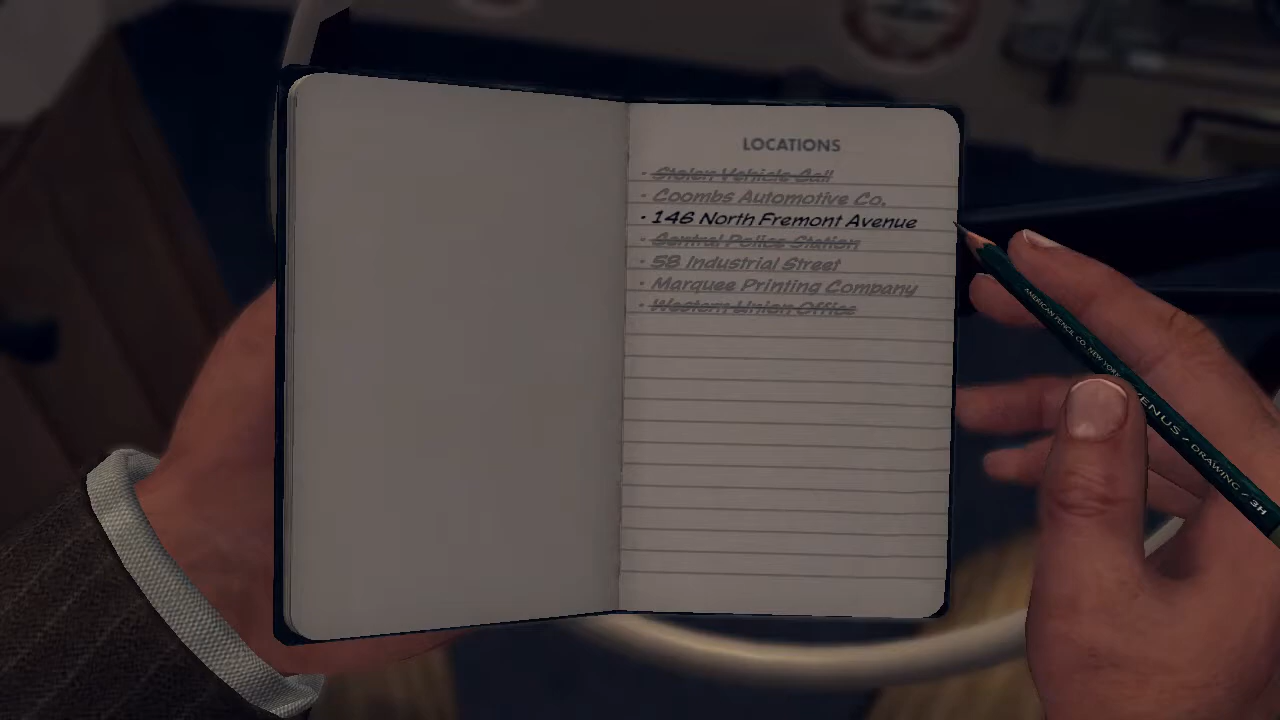 LOCATIONS
· Stolen Vehicle Call
· Coombs Automotive Co.
· 146 North Fremont Avenue
· Central Police Station
· 58 Industrial Street
· Marquee Printing Company
· Western Union Office
AMERICAN PENCIL CO. NEW YORK
VENUS / DRAWING / 3H